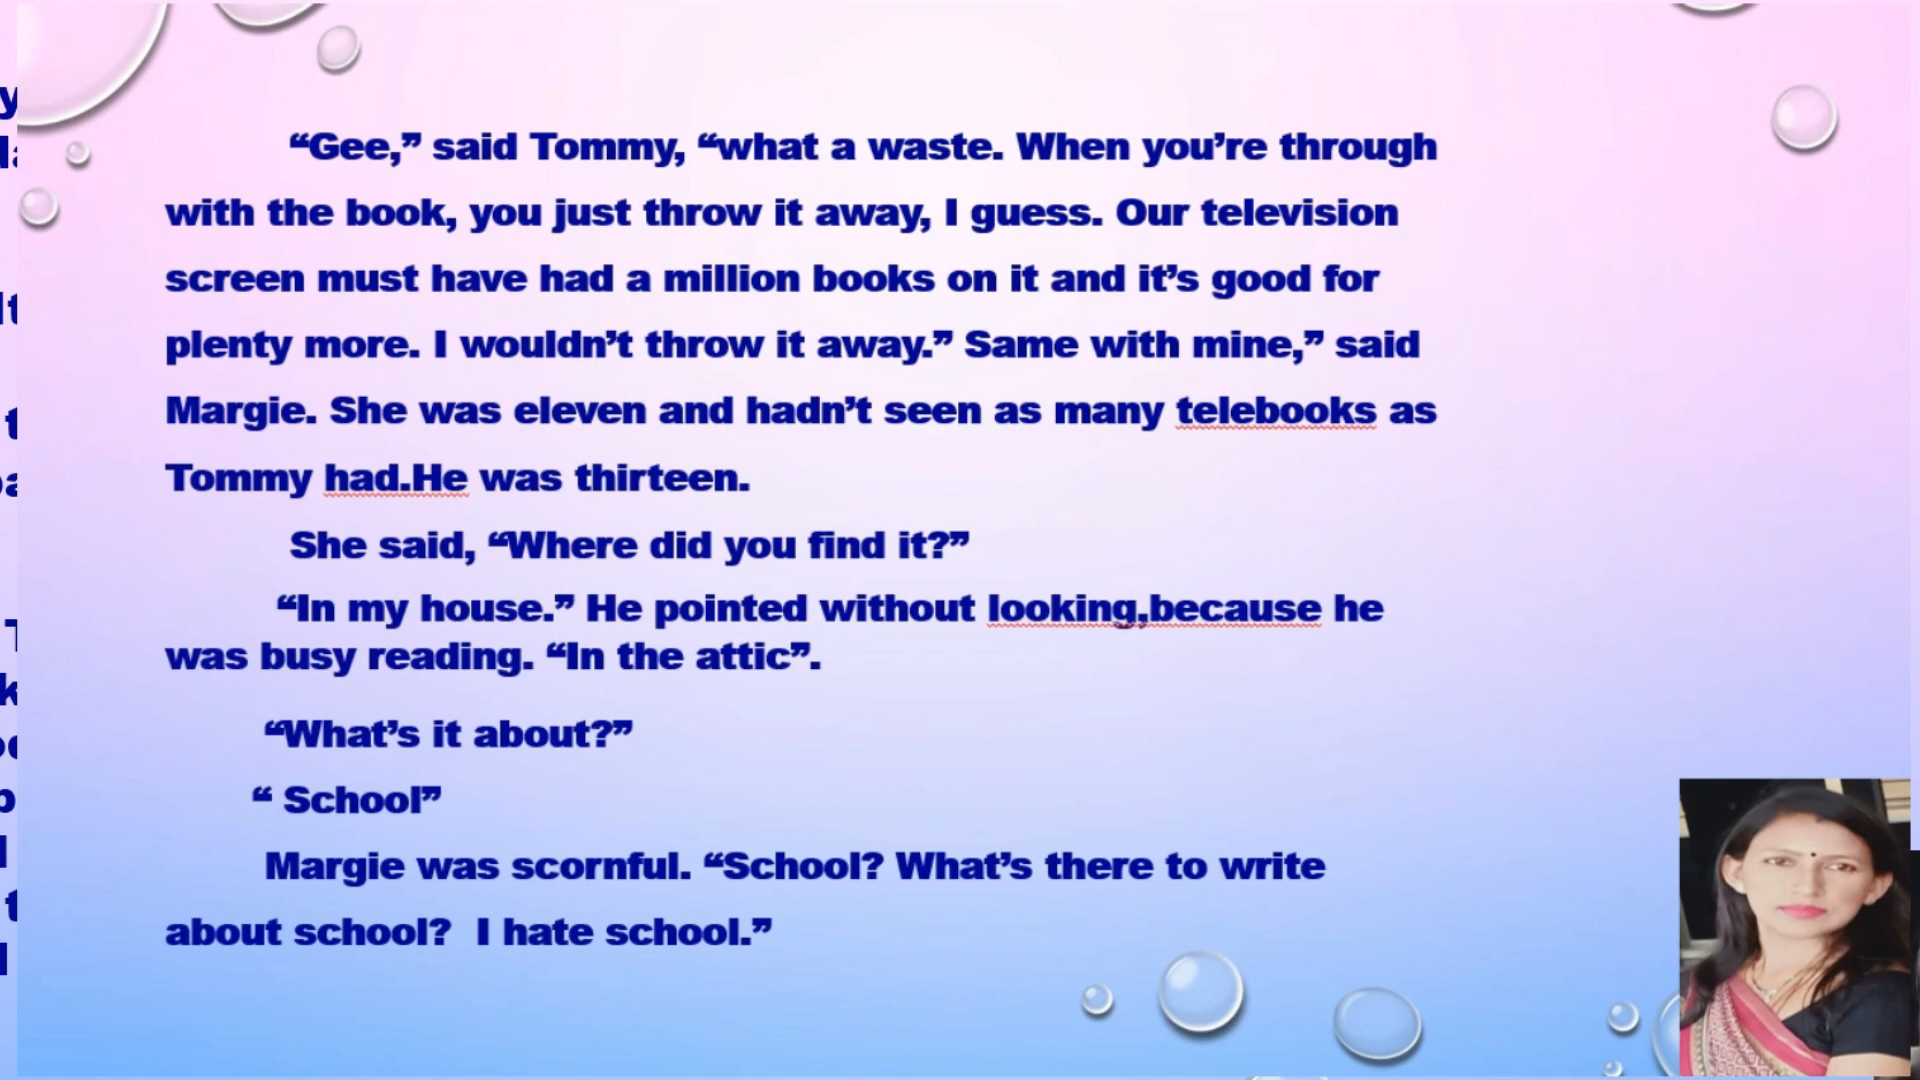 “Gee,” said Tommy, “what a waste. When you’re through
with the book, you just throw it away, I guess. Our television
screen must have had a million books on it and it’s good for
plenty more. I wouldn’t throw it away.” Same with mine,” said
Margie. She was eleven and hadn’t seen as many telebooks as
Tommy had.He was thirteen.
She said, “Where did you find it?”
“In my house.” He pointed without looking,because he
was busy reading. “In the attic”.
“What’s it about?”
“ School”
Margie was scornful. “School? What’s there to write
about school?  I hate school.”